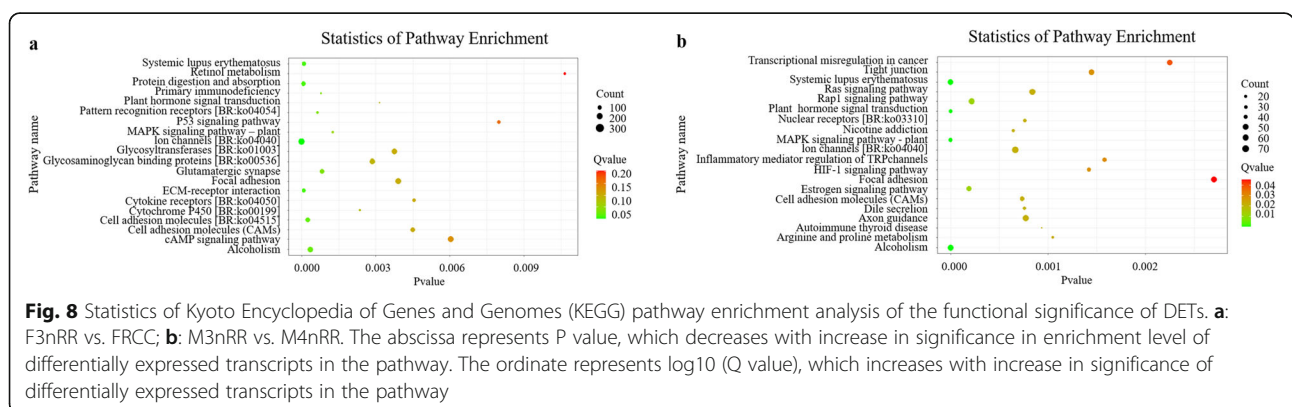 a
Statistics of Pathway Enrichment
Pathway name
Systemic lupus erythematosus
Retinol metabolism
Protein digestion and absorption
Primary immunodeficiency
Plant hormone signal transduction
Pattern recognition receptors [BR:ko04054]
P53 signaling pathway
MAPK signaling pathway – plant
Ion channels [BR:ko04040]
Glycosyltransferases [BR:ko01003]
Glycosaminoglycan binding proteins [BR:ko00536]
Glutamatergic synapse
Focal adhesion
ECM-receptor interaction
Cytokine receptors [BR:ko04050]
Cytochrome P450 [BR:ko00199]
Cell adhesion molecules [BR:ko04515]
Cell adhesion molecules (CAMs)
cAMP signaling pathway
Alcoholism
0.000 0.003 0.006 0.009
Pvalue
Count
100
200
300
Qvalue
0.20
0.15
0.10
0.05
b
Statistics of Pathway Enrichment
Pathway name
Transcriptional misregulation in cancer
Tight junction
Systemic lupus erythematosus
Ras signaling pathway
Rap1 signaling pathway
Plant hormone signal transduction
Nuclear receptors [BR:ko03310]
Nicotine addiction
MAPK signaling pathway - plant
Ion channels [BR:ko04040]
Inflammatory mediator regulation of TRPchannels
HIF-1 signaling pathway
Focal adhesion
Estrogen signaling pathway
Cell adhesion molecules (CAMs)
Dile secrelion
Axon guidance
Autoimmune thyroid disease
Arginine and proline metabolism
Alcoholism
0.000 0.001 0.002
Pvalue
Count
20
30
40
50
60
70
Qvalue
0.04
0.03
0.02
0.01
Fig. 8 Statistics of Kyoto Encyclopedia of Genes and Genomes (KEGG) pathway enrichment analysis of the functional significance of DETs. a:
F3nRR vs. FRCC; b: M3nRR vs. M4nRR. The abscissa represents P value, which decreases with increase in significance in enrichment level of
differentially expressed transcripts in the pathway. The ordinate represents log10 (Q value), which increases with increase in significance of
differentially expressed transcripts in the pathway